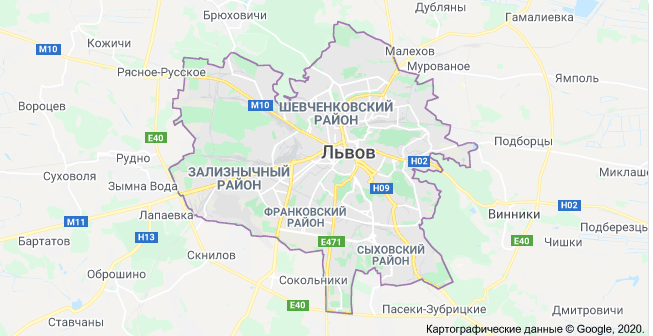 Дубляны
Брюховичи
Гамалиевка
Кожичи
M10
Малехов
Рясное-Русское
Мурованое
Ямполь
M10
ШЕВЧЕНКОВСКИЙ
РАЙОН
Вороцев
E40
Подборцы
Львов
Рудно
H02
Миклаше
Суховоля
ЗАЛИЗНЫЧНЫЙ
РАЙОН
Зымна Вода
H09
M11
Лапаевка
ФРАНКОВСКИЙ
РАЙОН
Винники
H02
Подберезць
Бартатов
H13
E471
E40
Чишки
Скнилов
СЫХОВСКИЙ
РАЙОН
Оброшино
Сокольники
E40
Пасеки-Зубрицкие
Дмитровичи
Ставчаны
Картографические данные © Google, 2020.